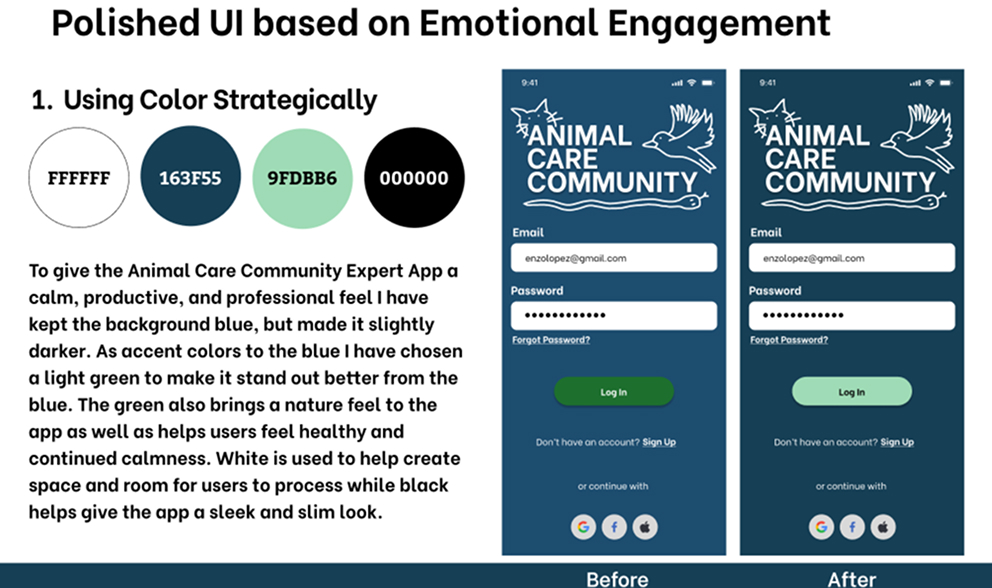 Polished UI based on Emotional Engagement
1. Using Color Strategically
FFFFFF
163F55
9FDBB6
000000
To give the Animal Care Community Expert App a
calm, productive, and professional feel I have
kept the background blue, but made it slightly
darker. As accent colors to the blue I have chosen
a light green to make it stand out better from the
blue. The green also brings a nature feel to the
app as well as helps users feel healthy and
continued calmness. White is used to help create
space and room for users to process while black
helps give the app a sleek and slim look.
9:41
ANIMAL
CARE
COMMUNITY
Email
enzolopez@gmail.com
Password
Forgot Password?
Log In
Don't have an account? Sign Up
or continue with
G
f
Before
9:41
ANIMAL
CARE
COMMUNITY
Email
enzolopez@gmail.com
Password
Forgot Password?
Log In
Don't have an account? Sign Up
or continue with
G
f
After